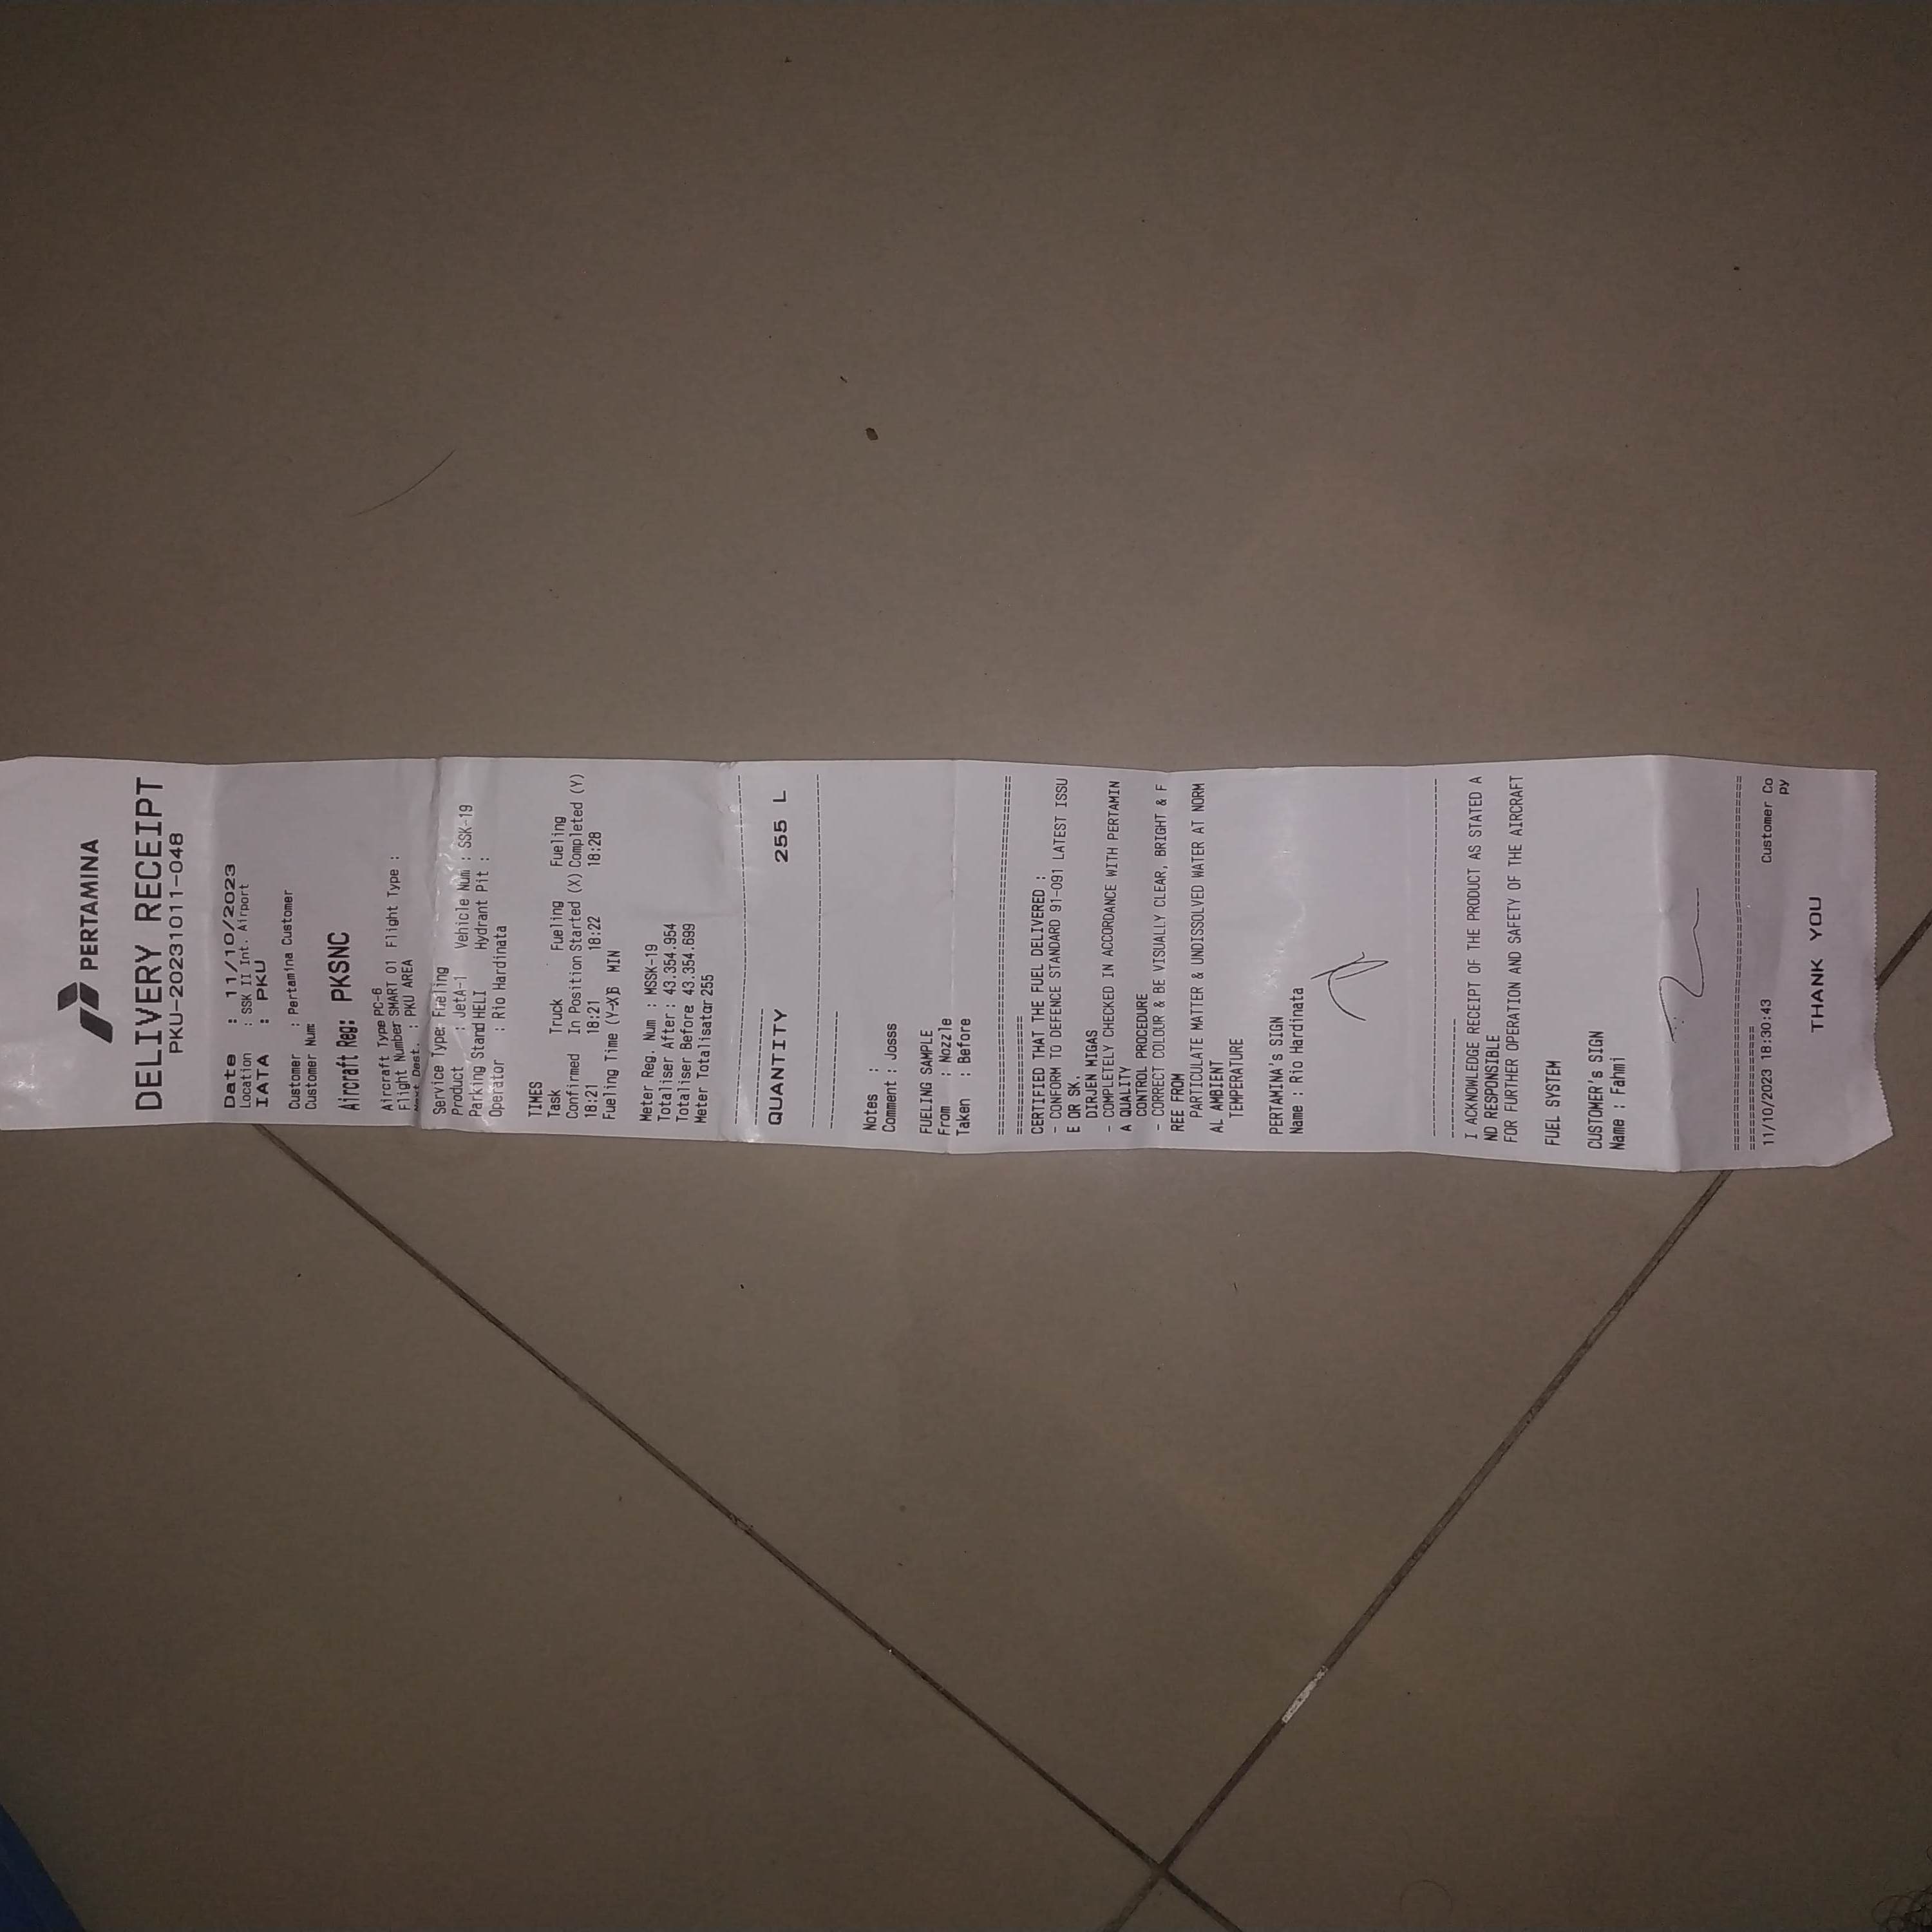 PERTAMINA
DELIVERY RECEIPT
PKU-20231011-048
Date : 11/10/2023
Location : SSK II Int. Airport
IATA : PKU
Customer : Pertamina Customer
Customer Num:
Aircraft Reg: PKSNC
Aircraft Type PC-6
Flight Number SMART 01 Flight Type :
Next Dest. : PKU AREA
Service Type: Fueling
Product : JetA-1 Vehicle Num : SSK-19
Parking Stand HELI Hydrant Pit :
Operator : Rio Hardinata
TIMES
Task Truck Fueling Fueling
Confirmed In Position Started (X) Completed (Y)
18:21 18:21 18:22 18:28
Fueling Time (Y-X) MIN
Meter Reg. Num : MSSK-19
Totaliser After : 43.354.954
Totaliser Before 43.354.699
Meter Totalisator 255
QUANTITY 255 L
Notes :
Comment : Josss
FUELING SAMPLE
From : Nozzle
Taken : Before
CERTIFIED THAT THE FUEL DELIVERED :
- CONFORM TO DEFENCE STANDARD 91-091 LATEST ISSU
E OR SK.
DIRJEN MIGAS
- COMPLETELY CHECKED IN ACCORDANCE WITH PERTAMIN
A QUALITY
CONTROL PROCEDURE
- CORRECT COLOUR & BE VISUALLY CLEAR, BRIGHT & F
REE FROM
PARTICULATE MATTER & UNDISSOLVED WATER AT NORM
AL AMBIENT
TEMPERATURE
PERTAMINA's SIGN
Name : Rio Hardinata
I ACKNOWLEDGE RECEIPT OF THE PRODUCT AS STATED A
ND RESPONSIBLE
FOR FURTHER OPERATION AND SAFETY OF THE AIRCRAFT
FUEL SYSTEM
CUSTOMER's SIGN
Name : Fahmi
11/10/2023 18:30:43 Customer Co
py
THANK YOU